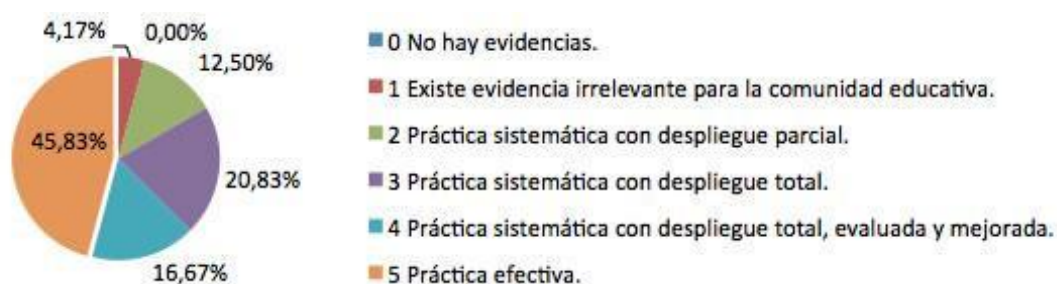 4,17%
0,00%
12,50%
45,83%
20,83%
16,67%
0 No hay evidencias.
1 Existe evidencia irrelevante para la comunidad educativa.
2 Práctica sistemática con despliegue parcial.
3 Práctica sistemática con despliegue total.
4 Práctica sistemática con despliegue total, evaluada y mejorada.
5 Práctica efectiva.